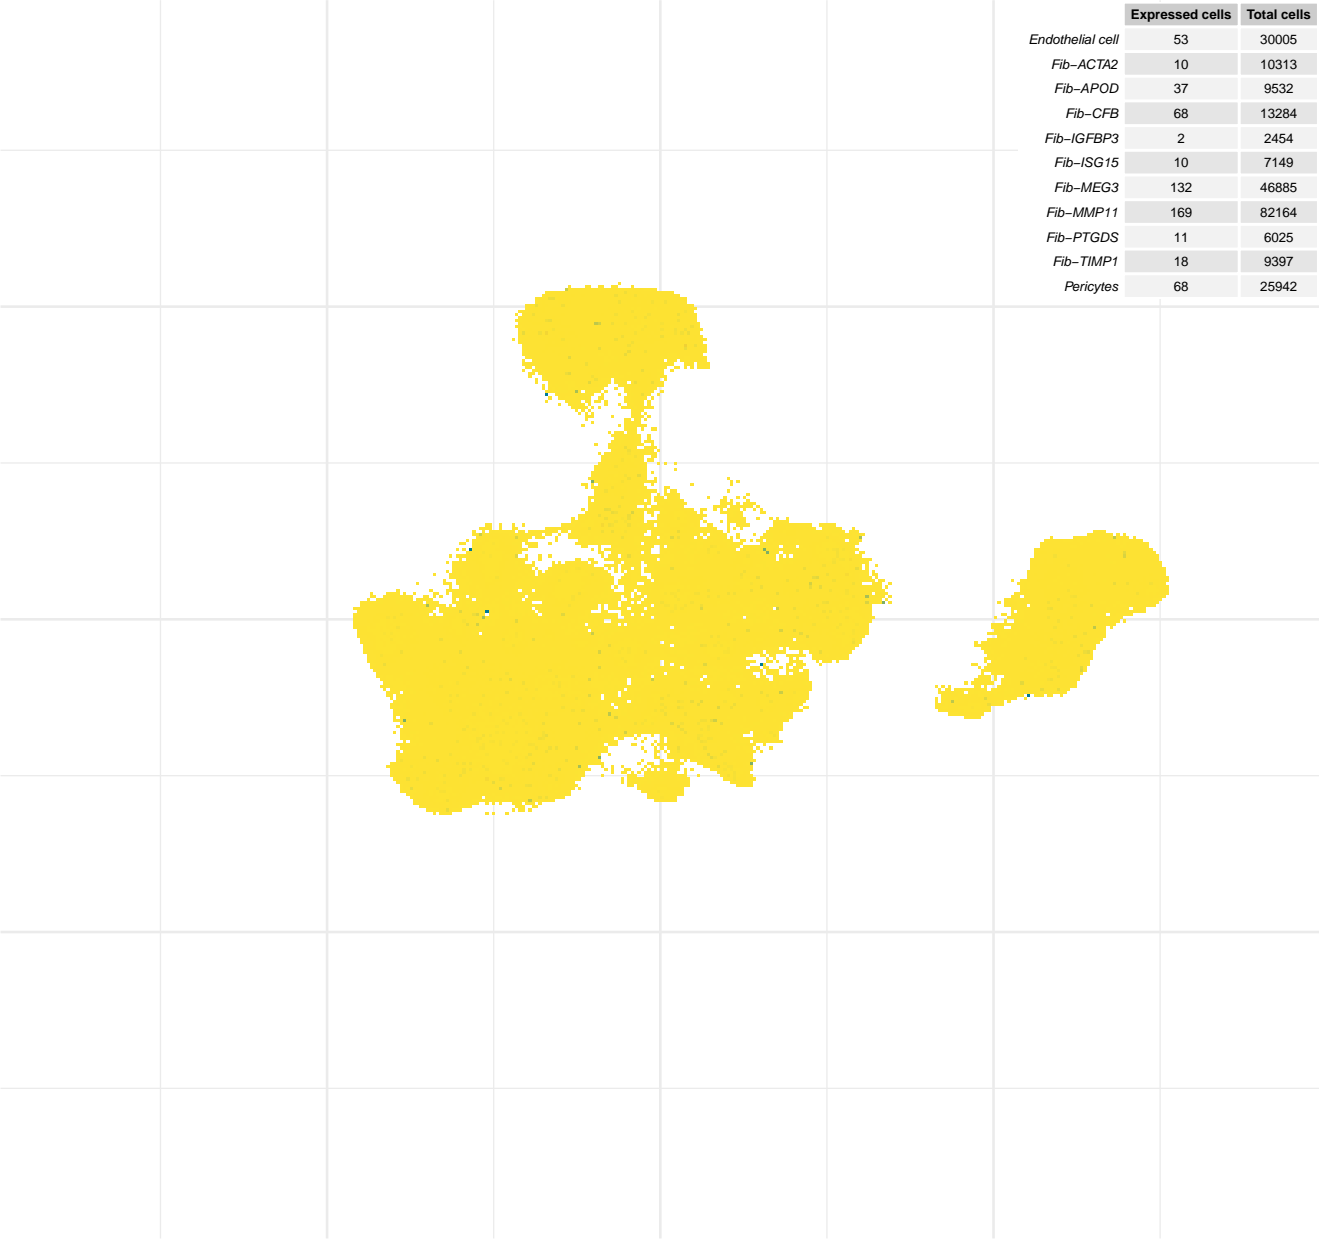 Expressed cells Total cells
Endothelial cell 53 30005
Fib−ACTA2 10 10313
Fib−APOD 37 9532
Fib−CFB 68 13284
Fib−IGFBP3 2 2454
Fib−ISG15 10 7149
Fib−MEG3 132 46885
Fib−MMP11 169 82164
Fib−PTGDS 11 6025
Fib−TIMP1 18 9397
Pericytes 68 25942